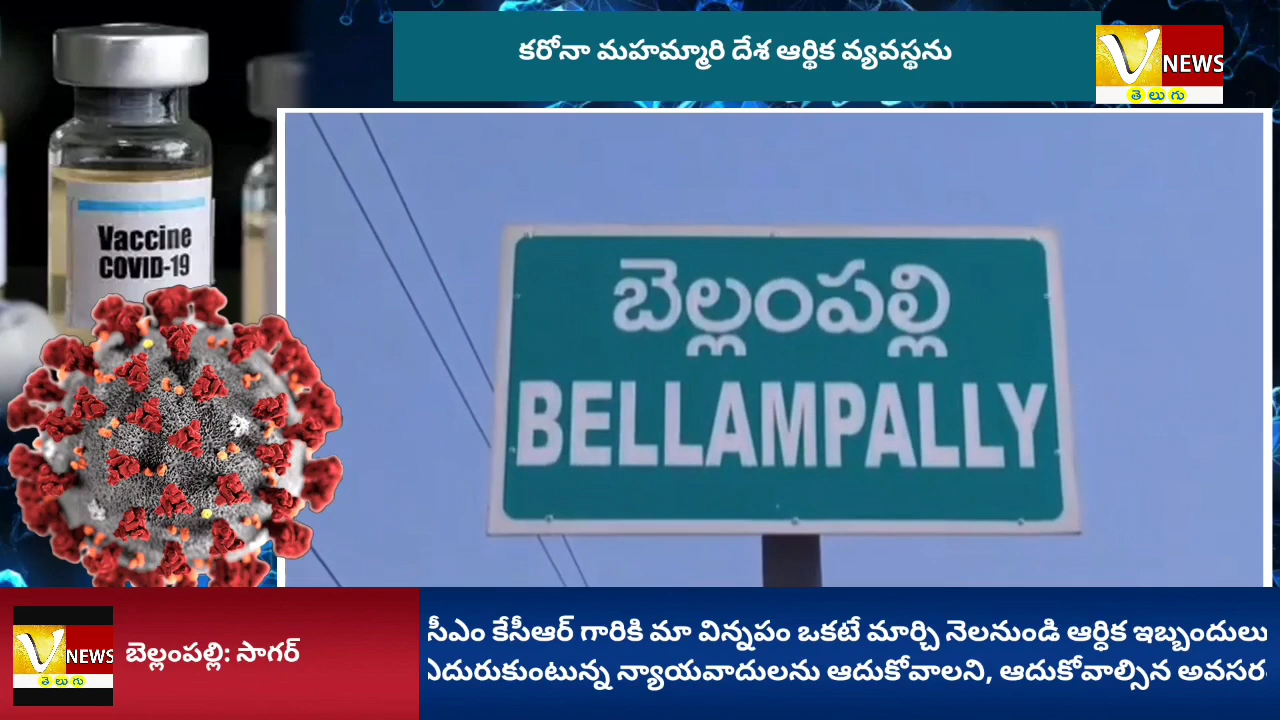 కరోనా మహమ్మారి దేశ ఆర్థిక వ్యవస్థను
V NEWS
తెలుగు
Vaccine
COVID-19
బెల్లంపల్లి
BELLAMPALLY
V NEWS
తెలుగు
బెల్లంపల్లి: సాగర్
సీఎం కేసీఆర్ గారికి మా విన్నపం ఒకటే మార్చి నెలనుండి ఆర్ధిక ఇబ్బందులు
ఎదురుకుంటున్న న్యాయవాదులను ఆదుకోవాలని, ఆదుకోవాల్సిన